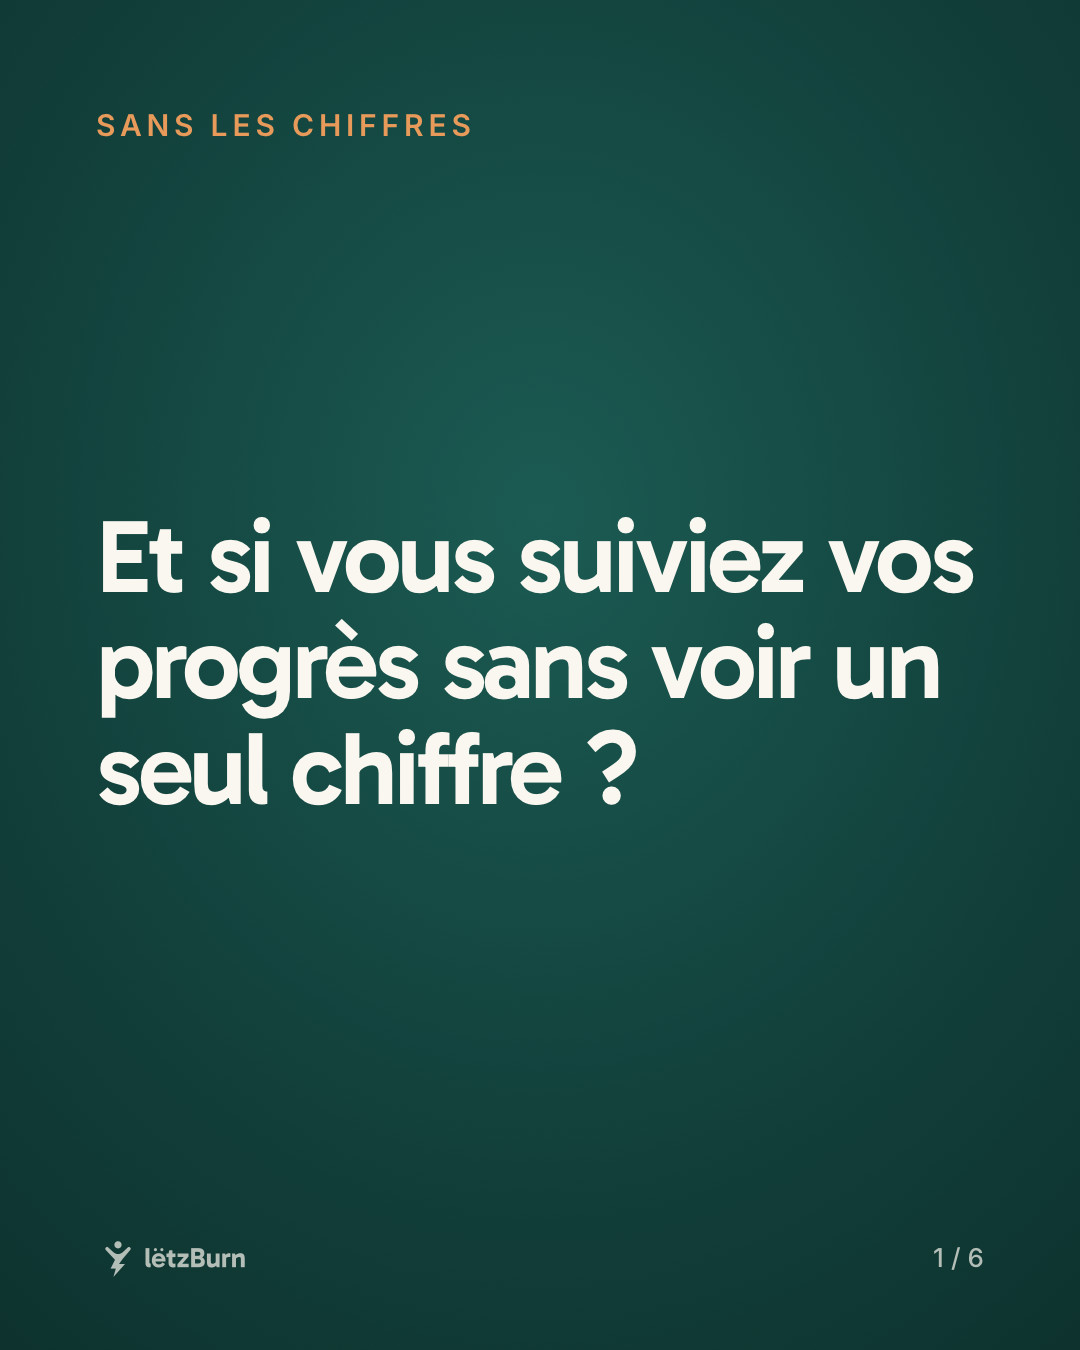 SANS LES CHIFFRES
Et si vous suiviez vos
progrès sans voir un
seul chiffre ?
lëtzBurn
1 / 6